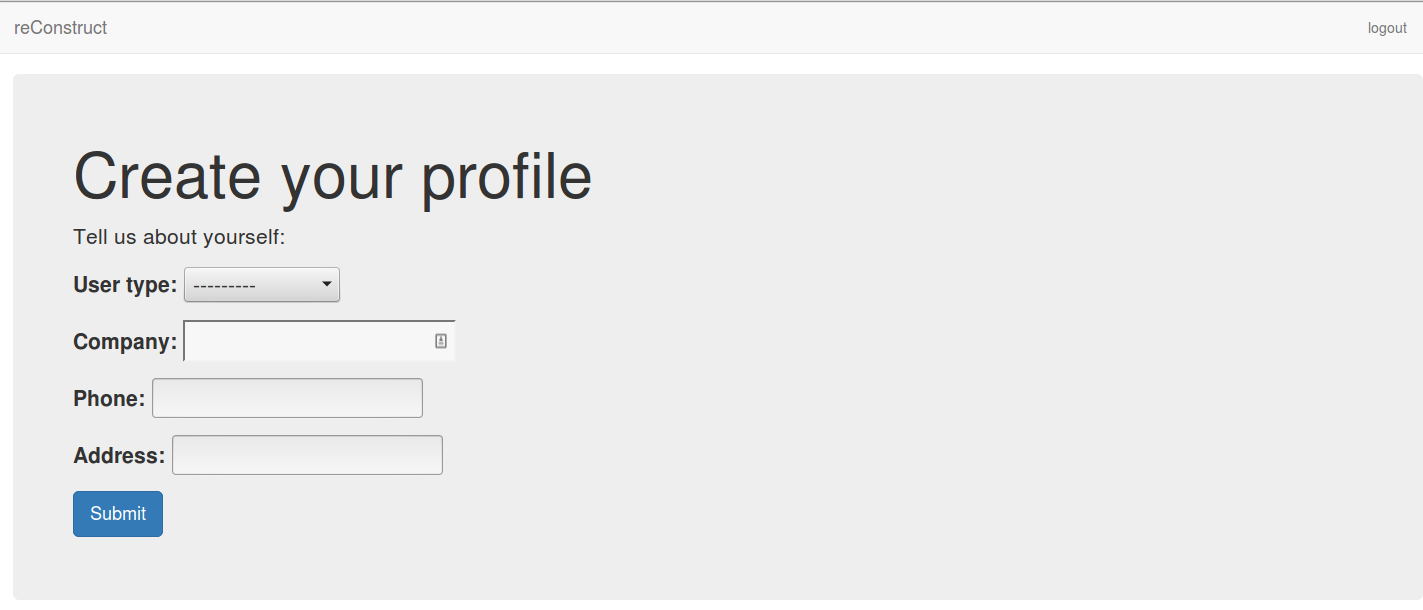 reConstruct
logout
Create your profile
Tell us about yourself:
User type: ---------
Company:
Phone:
Address:
Submit